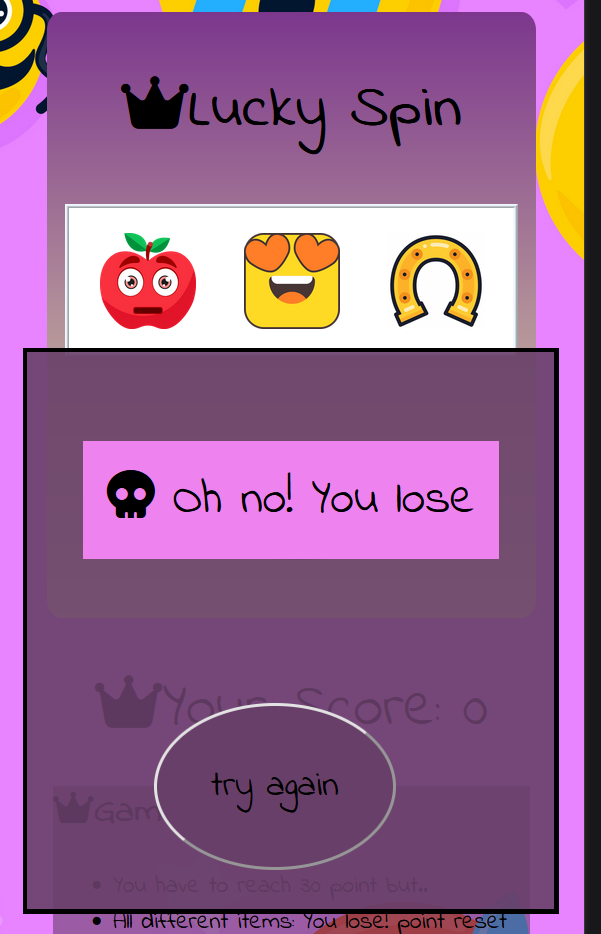 Lucky Spin
Oh no! You lose
Your Score: 0
try again
Gam
You have to reach 30 point but..
All different items: You lose! point reset